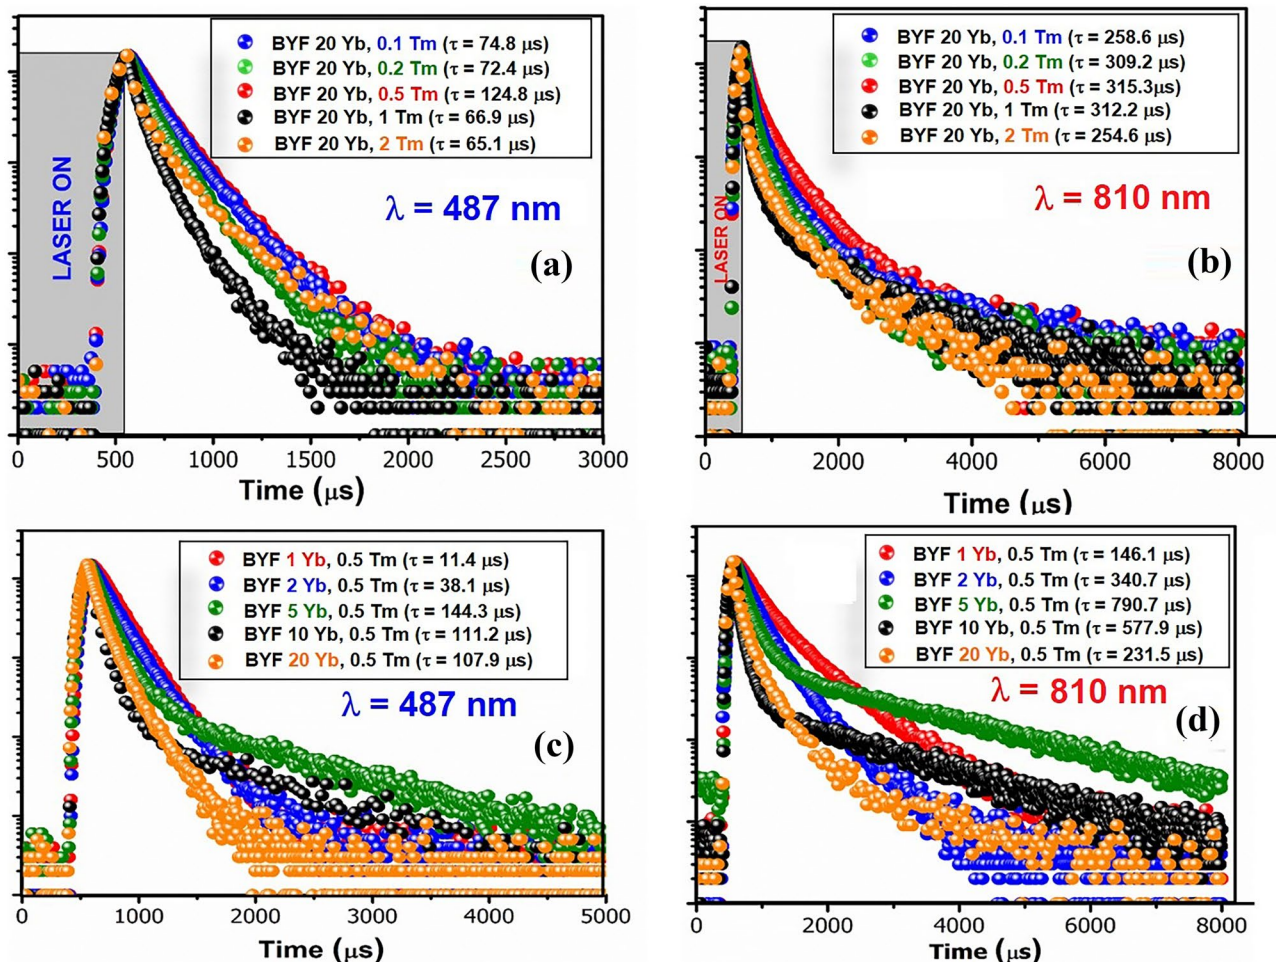 BYF 20 Yb, 0.1 Tm (τ = 74.8 μs)
BYF 20 Yb, 0.2 Tm (τ = 72.4 μs)
BYF 20 Yb, 0.5 Tm (τ = 124.8 μs)
BYF 20 Yb, 1 Tm (τ = 66.9 μs)
BYF 20 Yb, 2 Tm (τ = 65.1 μs)
LASER ON
λ = 487 nm
(a)
0 500 1000 1500 2000 2500 3000
Time (μs)
BYF 20 Yb, 0.1 Tm (τ = 258.6 μs)
BYF 20 Yb, 0.2 Tm (τ = 309.2 μs)
BYF 20 Yb, 0.5 Tm (τ = 315.3μs)
BYF 20 Yb, 1 Tm (τ = 312.2 μs)
BYF 20 Yb, 2 Tm (τ = 254.6 μs)
LASER ON
λ = 810 nm
(b)
0 2000 4000 6000 8000
Time (μs)
BYF 1 Yb, 0.5 Tm (τ = 11.4 μs)
BYF 2 Yb, 0.5 Tm (τ = 38.1 μs)
BYF 5 Yb, 0.5 Tm (τ = 144.3 μs)
BYF 10 Yb, 0.5 Tm (τ = 111.2 μs)
BYF 20 Yb, 0.5 Tm (τ = 107.9 μs)
λ = 487 nm
(c)
0 1000 2000 3000 4000 5000
Time (μs)
BYF 1 Yb, 0.5 Tm (τ = 146.1 μs)
BYF 2 Yb, 0.5 Tm (τ = 340.7 μs)
BYF 5 Yb, 0.5 Tm (τ = 790.7 μs)
BYF 10 Yb, 0.5 Tm (τ = 577.9 μs)
BYF 20 Yb, 0.5 Tm (τ = 231.5 μs)
λ = 810 nm
(d)
0 2000 4000 6000 8000
Time (μs)